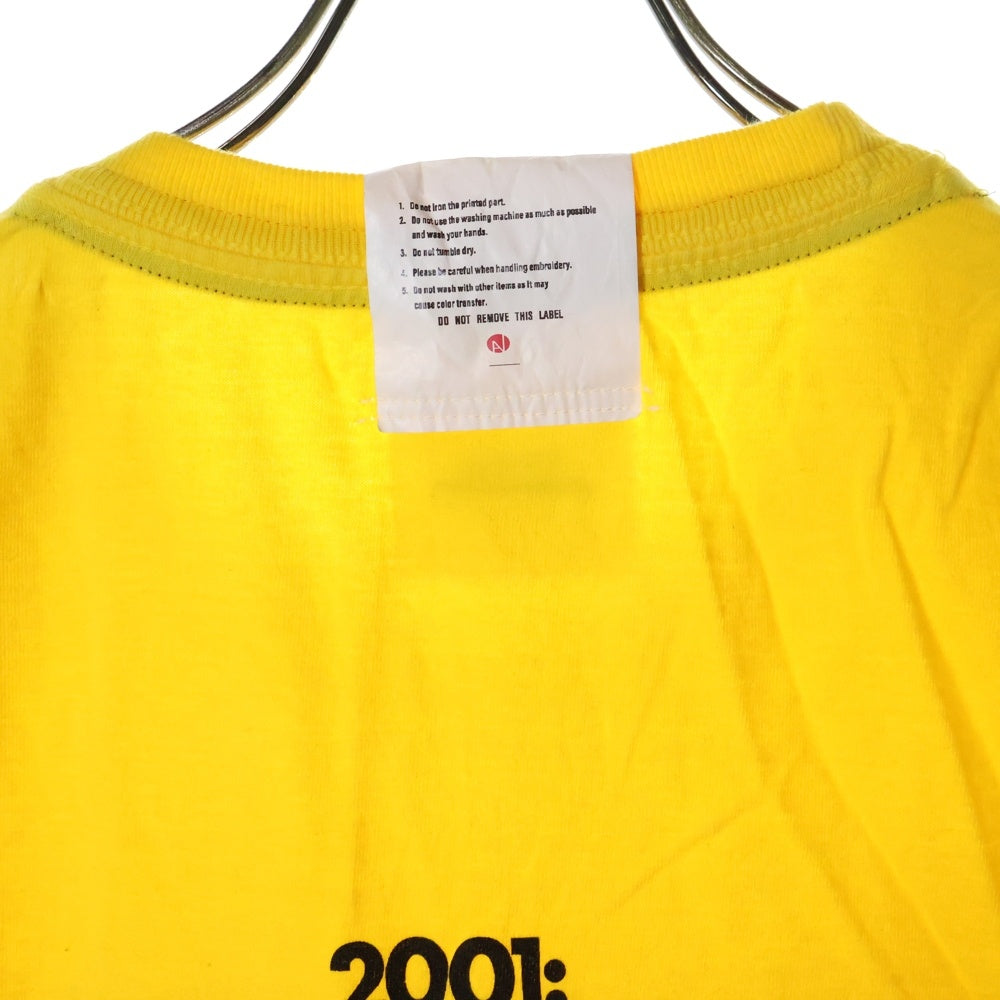 1. Do not iron the printed part.
2. Do not use the washing machine as much as possible
and wash your hands.
3. Do not tumble dry.
4. Please be careful when handling embroidery.
5. Do not wash with other items as it may
cause color transfer.
DO NOT REMOVE THIS LABEL
2001: